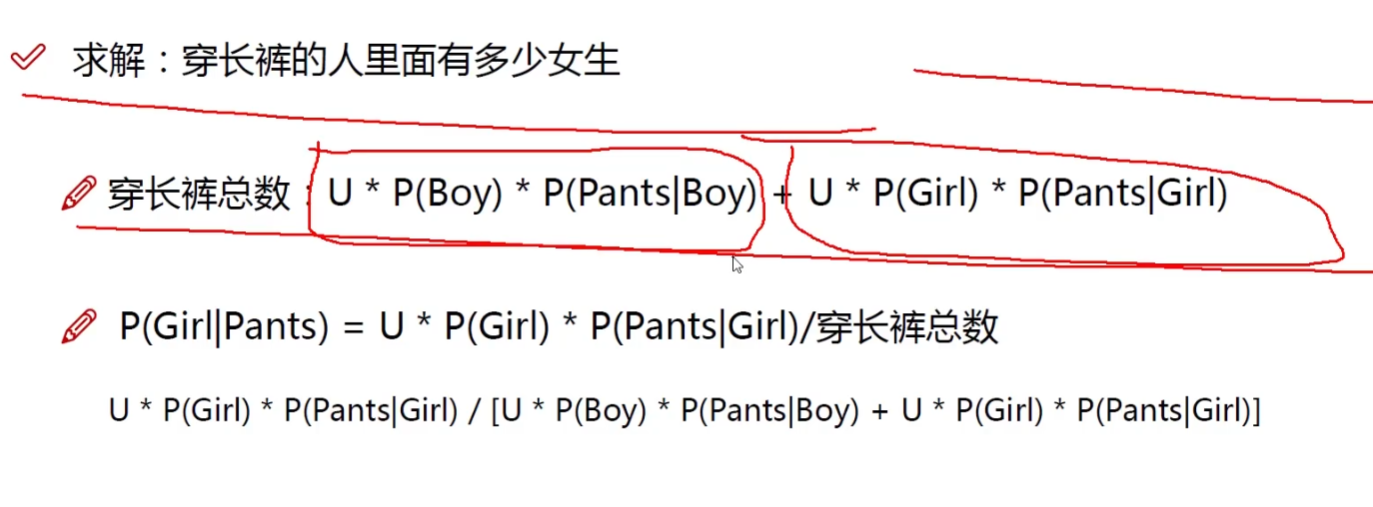 求解：穿长裤的人里面有多少女生
穿长裤总数：U * P(Boy) * P(Pants|Boy) + U * P(Girl) * P(Pants|Girl)
P(Girl|Pants) = U * P(Girl) * P(Pants|Girl)/穿长裤总数
U * P(Girl) * P(Pants|Girl) / [U * P(Boy) * P(Pants|Boy) + U * P(Girl) * P(Pants|Girl)]